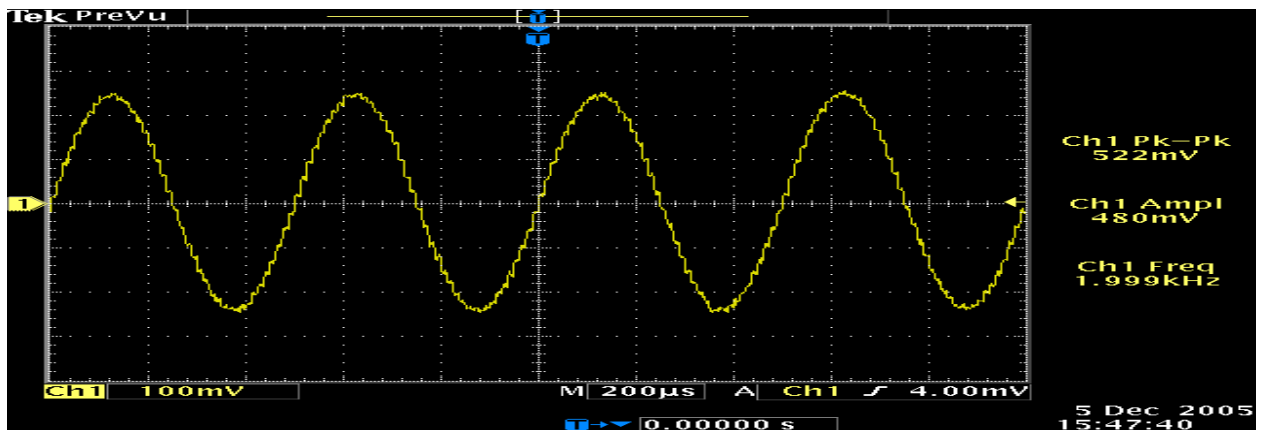 Tek PreVu
T
T
1
Ch1 Pk-Pk
522mV
Ch1 Ampl
480mV
Ch1 Freq
1.999kHz
Ch1 100mV M 200µs A Ch1 4.00mV
T 0.00000 s
5 Dec 2005
15:47:40